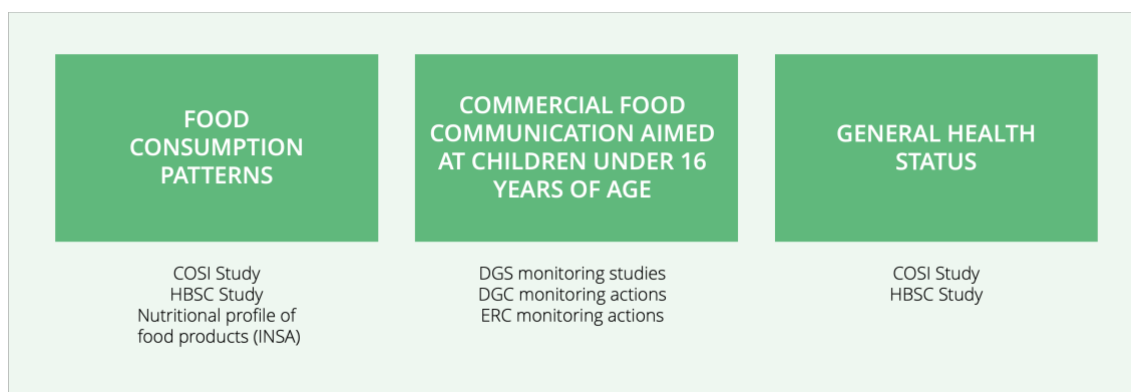 FOOD
CONSUMPTION
PATTERNS
COSI Study
HBSC Study
Nutritional profile of
food products (INSA)
COMMERCIAL FOOD
COMMUNICATION AIMED
AT CHILDREN UNDER 16
YEARS OF AGE
DGS monitoring studies
DGC monitoring actions
ERC monitoring actions
GENERAL HEALTH
STATUS
COSI Study
HBSC Study